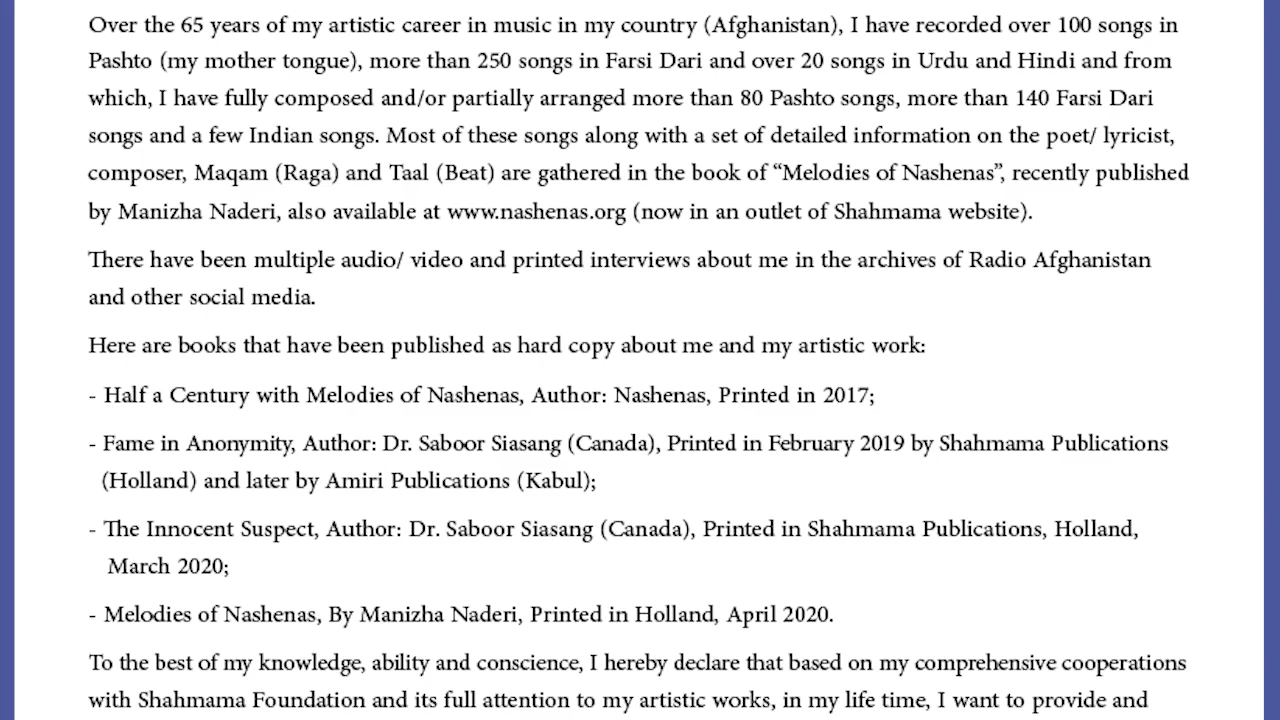 Over the 65 years of my artistic career in music in my country (Afghanistan), I have recorded over 100 songs in
Pashto (my mother tongue), more than 250 songs in Farsi Dari and over 20 songs in Urdu and Hindi and from
which, I have fully composed and/or partially arranged more than 80 Pashto songs, more than 140 Farsi Dari
songs and a few Indian songs. Most of these songs along with a set of detailed information on the poet/ lyricist,
composer, Maqam (Raga) and Taal (Beat) are gathered in the book of “Melodies of Nashenas”, recently published
by Manizha Naderi, also available at www.nashenas.org (now in an outlet of Shahmama website).
There have been multiple audio/ video and printed interviews about me in the archives of Radio Afghanistan
and other social media.
Here are books that have been published as hard copy about me and my artistic work:
- Half a Century with Melodies of Nashenas, Author: Nashenas, Printed in 2017;
- Fame in Anonymity, Author: Dr. Saboor Siasang (Canada), Printed in February 2019 by Shahmama Publications
(Holland) and later by Amiri Publications (Kabul);
- The Innocent Suspect, Author: Dr. Saboor Siasang (Canada), Printed in Shahmama Publications, Holland,
March 2020;
- Melodies of Nashenas, By Manizha Naderi, Printed in Holland, April 2020.
To the best of my knowledge, ability and conscience, I hereby declare that based on my comprehensive cooperations
with Shahmama Foundation and its full attention to my artistic works, in my life time, I want to provide and